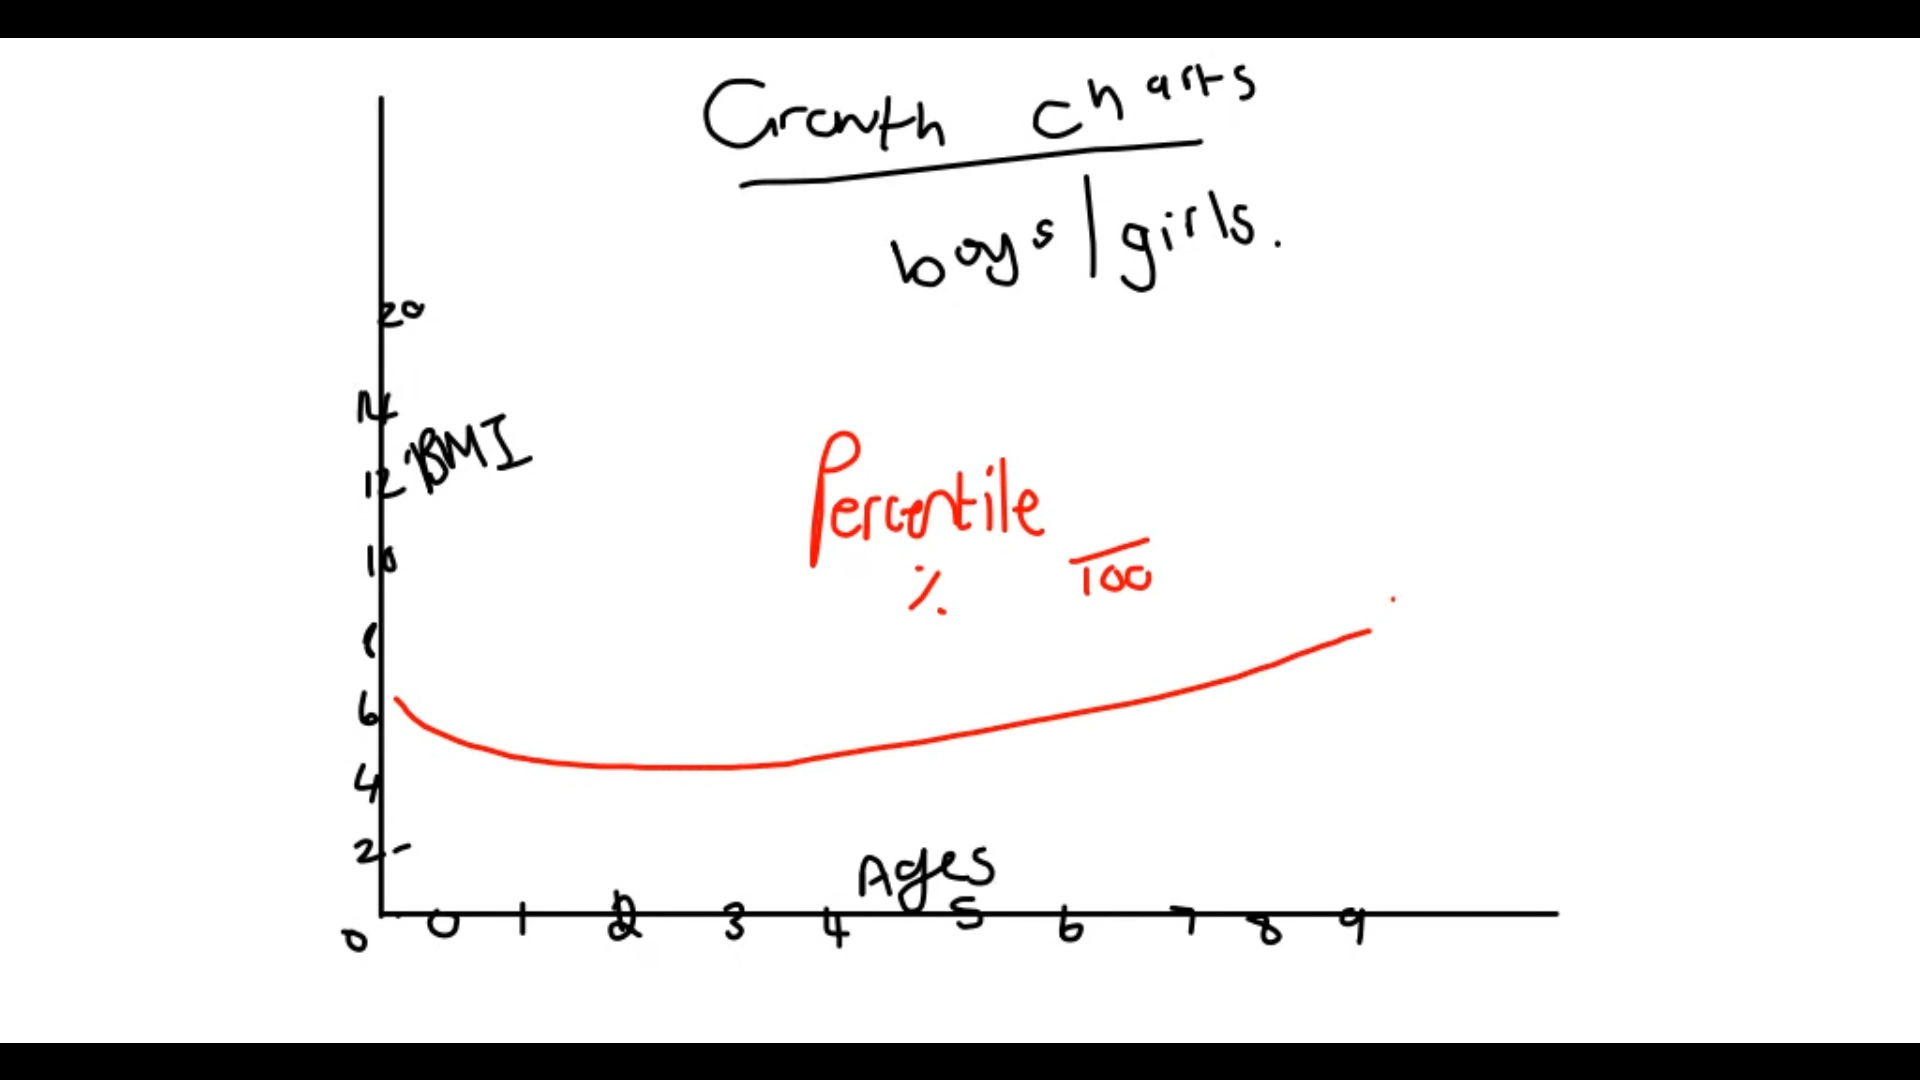 Growth charts
boys | girls.
20
14
BMI
12
10
6
4
2-
Percentile
%
/100
Ages
0 0 1 2 3 4 5 6 7 8 9